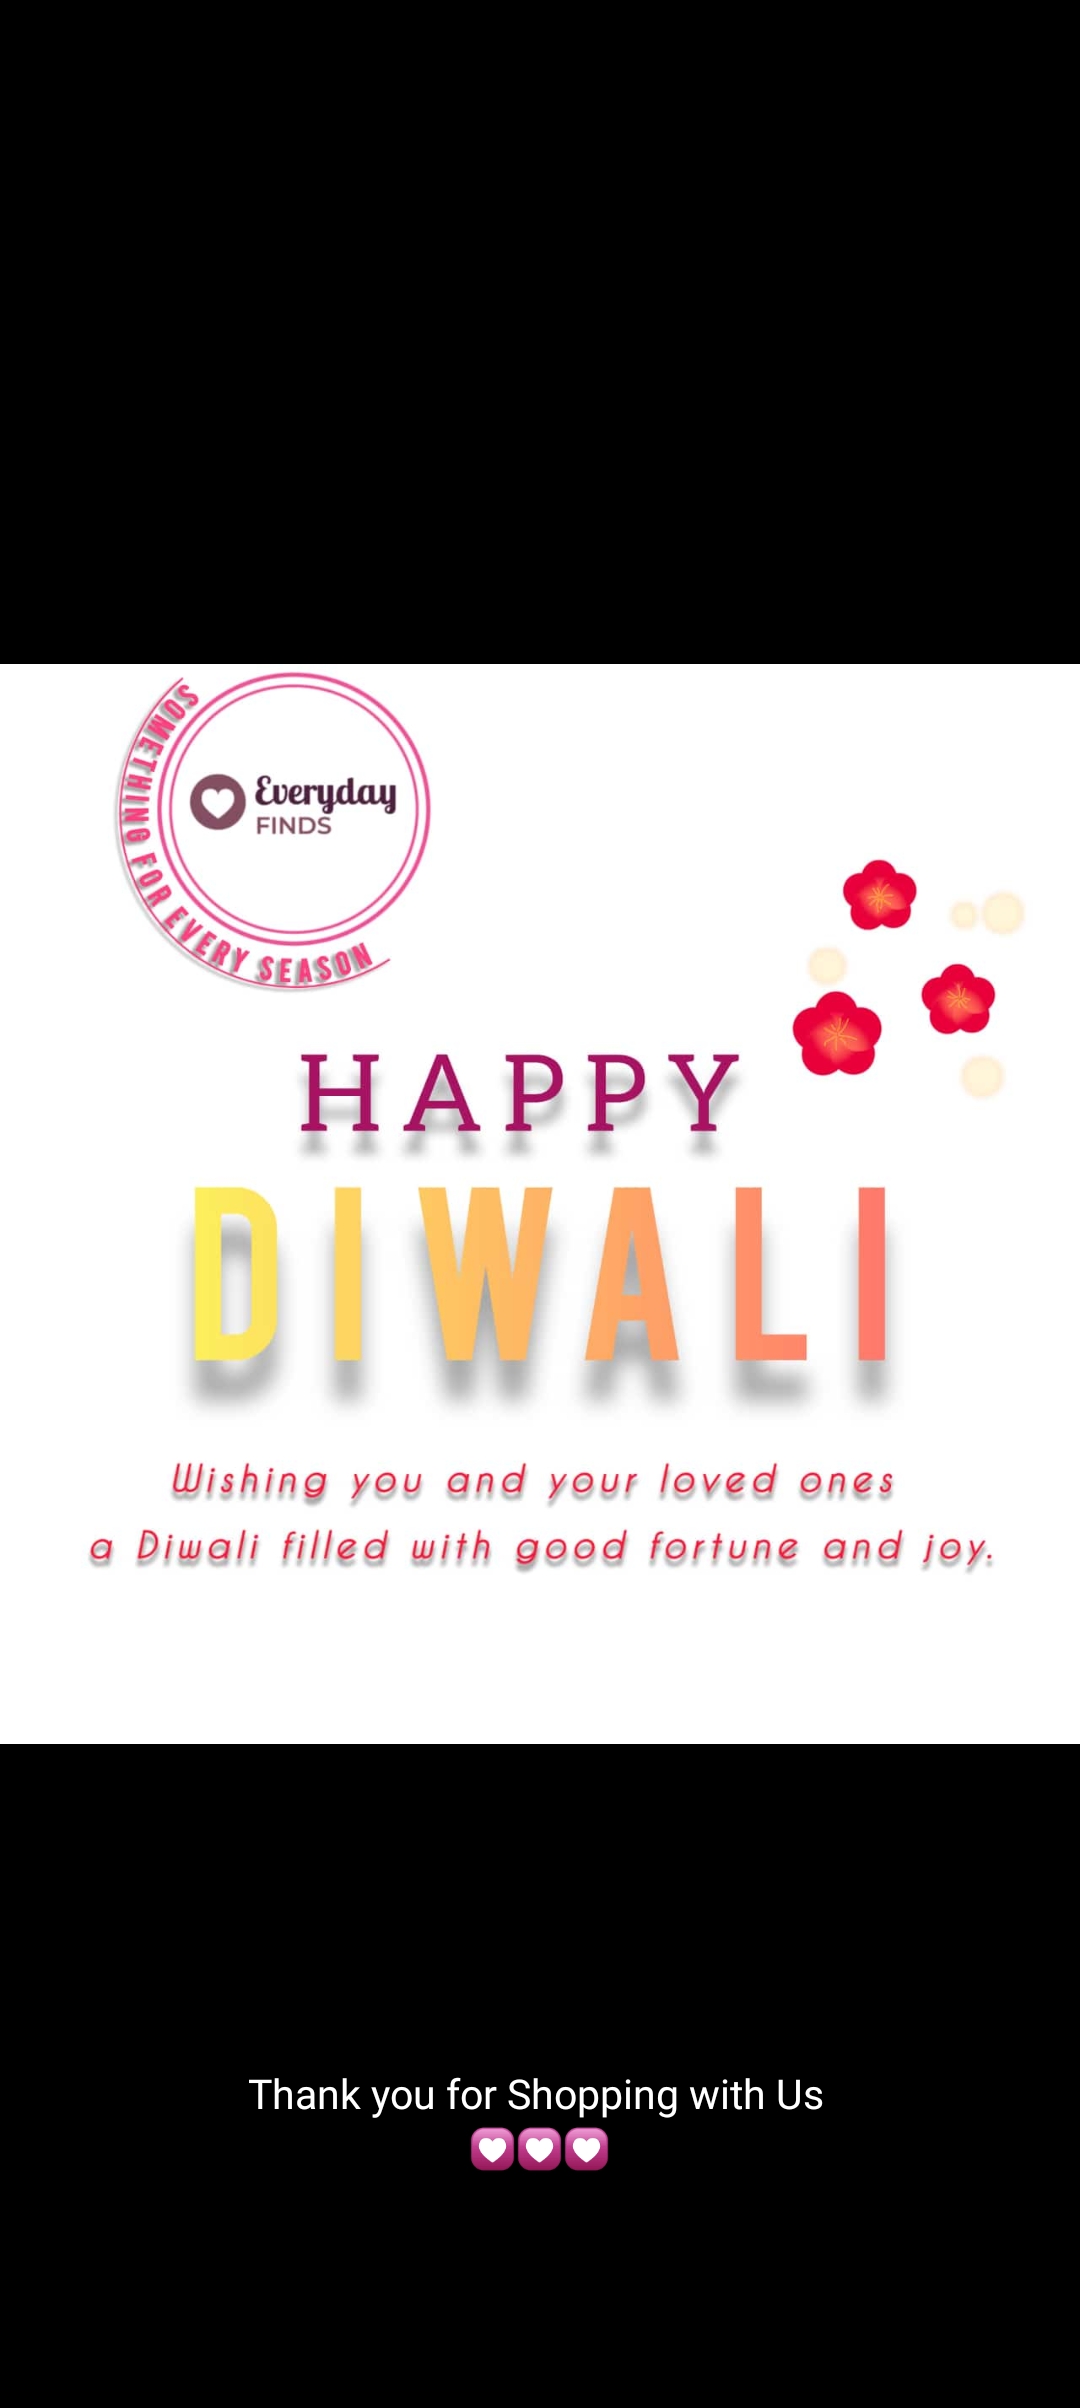 SOMETHING FOR EVERY SEASON
Everyday
FINDS
HAPPY
DIWALI
Wishing you and your loved ones
a Diwali filled with good fortune and joy.
Thank you for Shopping with Us
💟💟💟